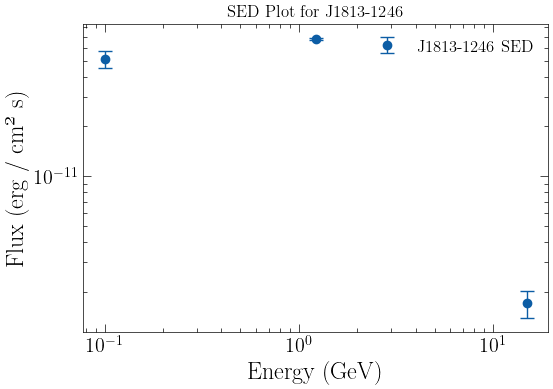 SED Plot for J1813-1246
J1813-1246 SED
Flux (erg / cm² s)
10⁻¹¹
10⁻¹ 10⁰ 10¹
Energy (GeV)